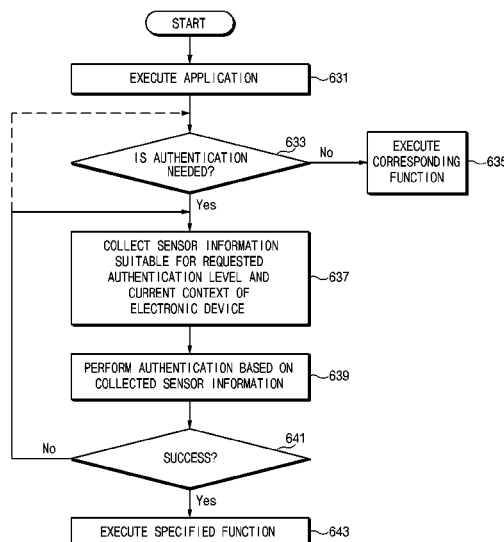 START
EXECUTE APPLICATION
631
IS AUTHENTICATION
NEEDED?
633
No
EXECUTE
CORRESPONDING
FUNCTION
635
Yes
COLLECT SENSOR INFORMATION
SUITABLE FOR REQUESTED
AUTHENTICATION LEVEL AND
CURRENT CONTEXT OF
ELECTRONIC DEVICE
637
PERFORM AUTHENTICATION BASED ON
COLLECTED SENSOR INFORMATION
639
SUCCESS?
641
No
Yes
EXECUTE SPECIFIED FUNCTION
643